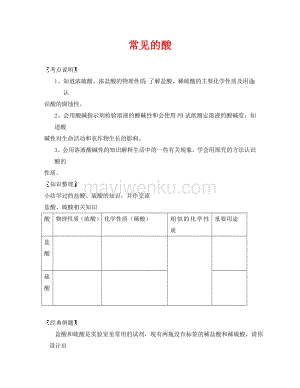 常见的酸
〖考点说明〗
1、知道浓硫酸、浓盐酸的物理性质；了解盐酸、稀硫酸的主要化学性质及用途；认
识酸的腐蚀性；
2、会用酸碱指示剂检验溶液的酸碱性和会使用 PH 试纸测定溶液的酸碱度；知道酸
碱性对生命活动和农作物生长的影响。
3、会用溶液酸碱性的知识解释生活中的一些有关现象，学会用探究的方法认识酸的
性质。
〖知识整理〗
小结学过的盐酸、硫酸的知识，并作交流
盐酸、硫酸相关知识
酸 物理性质（浓酸） 化学性质（稀酸） 相似的化学性质 重要用途
盐酸
硫酸
〖经典例题〗
盐酸和硫酸是实验室里常用的试剂，现有两瓶没有标签的稀盐酸和稀硫酸，请你设计出
mayiwenku.com